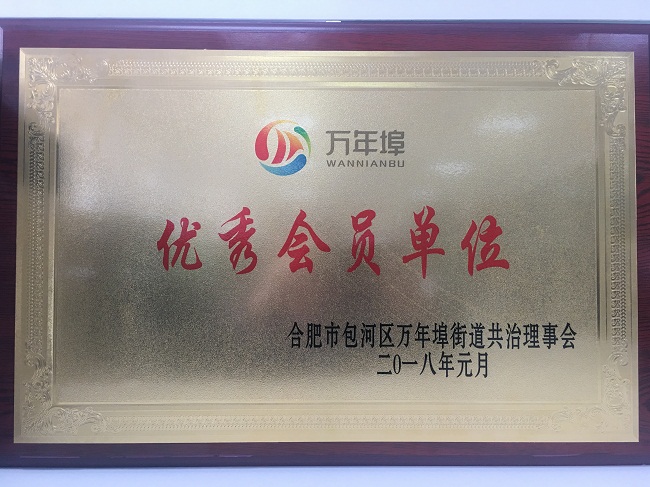 万年埠
WANNIANBU
优秀会员单位
合肥市包河区万年埠街道共治理事会
二0一八年元月